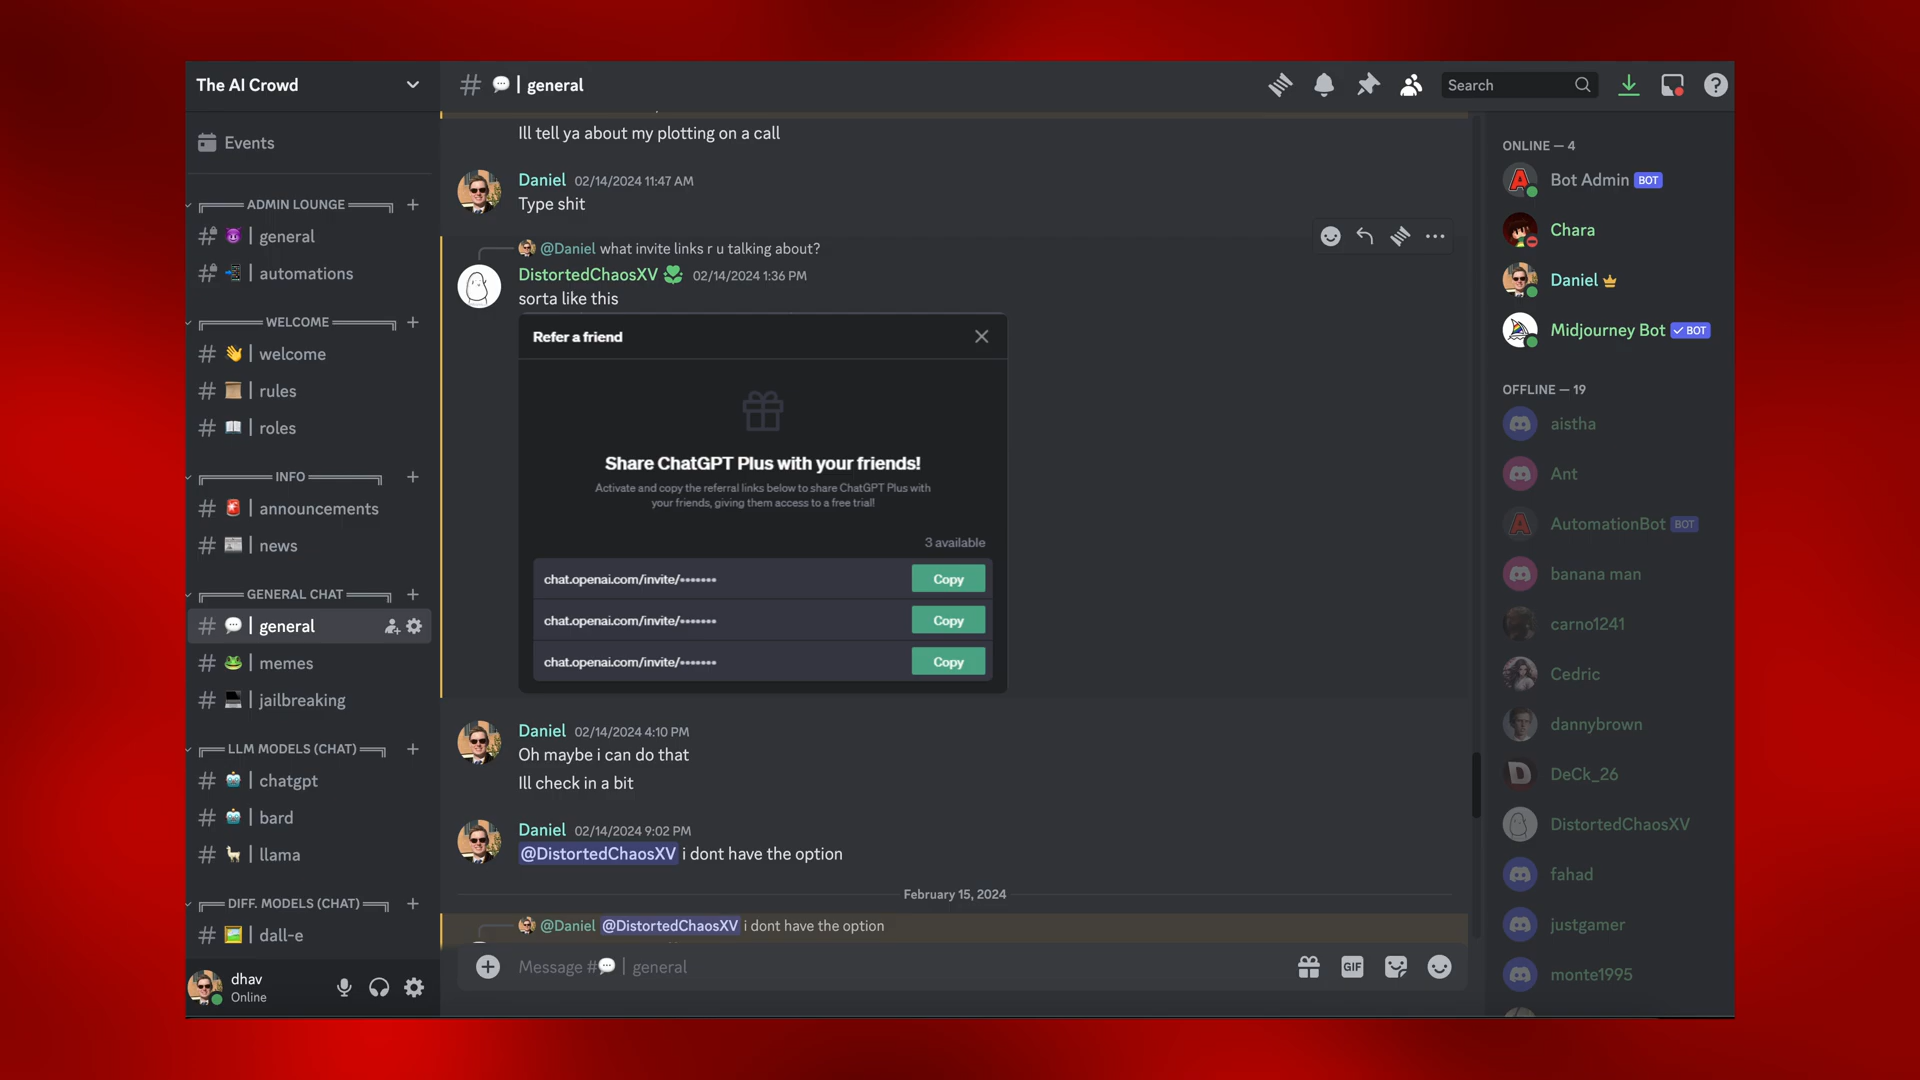 The AI Crowd
Events
ADMIN LOUNGE
general
automations
WELCOME
welcome
rules
roles
INFO
announcements
news
GENERAL CHAT
general
memes
jailbreaking
LLM MODELS (CHAT)
chatgpt
bard
llama
DIFF. MODELS (CHAT)
dall-e
dhav
Online
# | general
Search
Ill tell ya about my plotting on a call
Daniel 02/14/2024 11:47 AM
Type shit
@Daniel what invite links r u talking about?
DistortedChaosXV 02/14/2024 1:36 PM
sorta like this
Refer a friend
Share ChatGPT Plus with your friends!
Activate and copy the referral links below to share ChatGPT Plus with
your friends, giving them access to a free trial!
3 available
chat.openai.com/invite/••••••• Copy
chat.openai.com/invite/••••••• Copy
chat.openai.com/invite/••••••• Copy
Daniel 02/14/2024 4:10 PM
Oh maybe i can do that
Ill check in a bit
Daniel 02/14/2024 9:02 PM
@DistortedChaosXV i dont have the option
February 15, 2024
@Daniel @DistortedChaosXV i dont have the option
Message # | general
GIF
ONLINE — 4
Bot Admin BOT
Chara
Daniel
Midjourney Bot BOT
OFFLINE — 19
aistha
Ant
AutomationBot BOT
banana man
carno1241
Cedric
dannybrown
DeCk_26
DistortedChaosXV
fahad
justgamer
monte1995